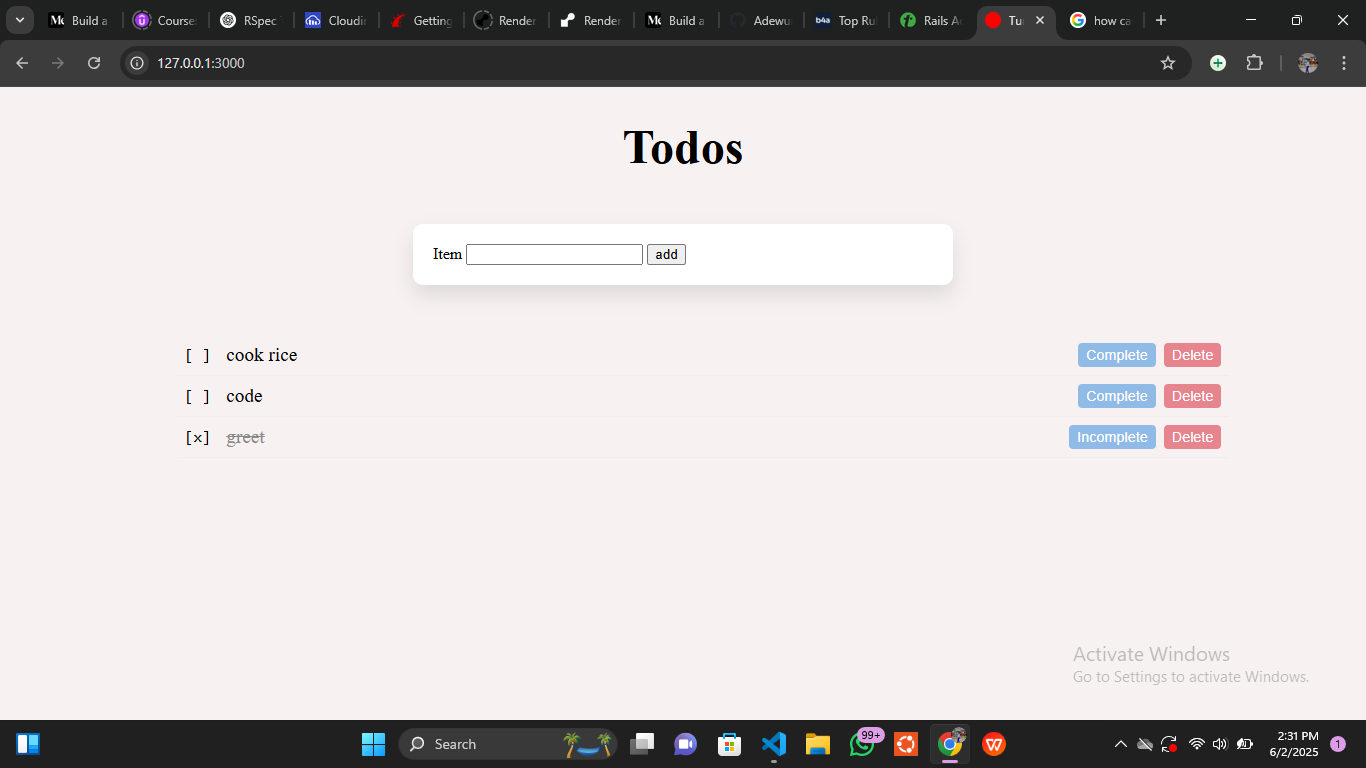 Build a
Course
RSpec
Cloudin
Getting
Render
Render
Build a
Adewu
Top Ru
Rails A
Tu
how ca
127.0.0.1:3000
Todos
Item
add
[ ] cook rice Complete Delete
[ ] code Complete Delete
[x] greet Incomplete Delete
Activate Windows
Go to Settings to activate Windows.
Search
99+
2:31 PM
6/2/2025
1